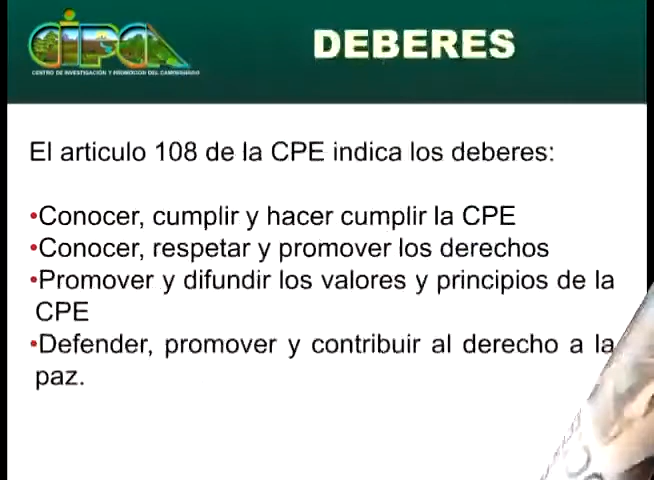 CIPCA
CENTRO DE INVESTIGACIÓN Y PROMOCIÓN DEL CAMPESINADO
DEBERES
El articulo 108 de la CPE indica los deberes:
•Conocer, cumplir y hacer cumplir la CPE
•Conocer, respetar y promover los derechos
•Promover y difundir los valores y principios de la
CPE
•Defender, promover y contribuir al derecho a la
paz.